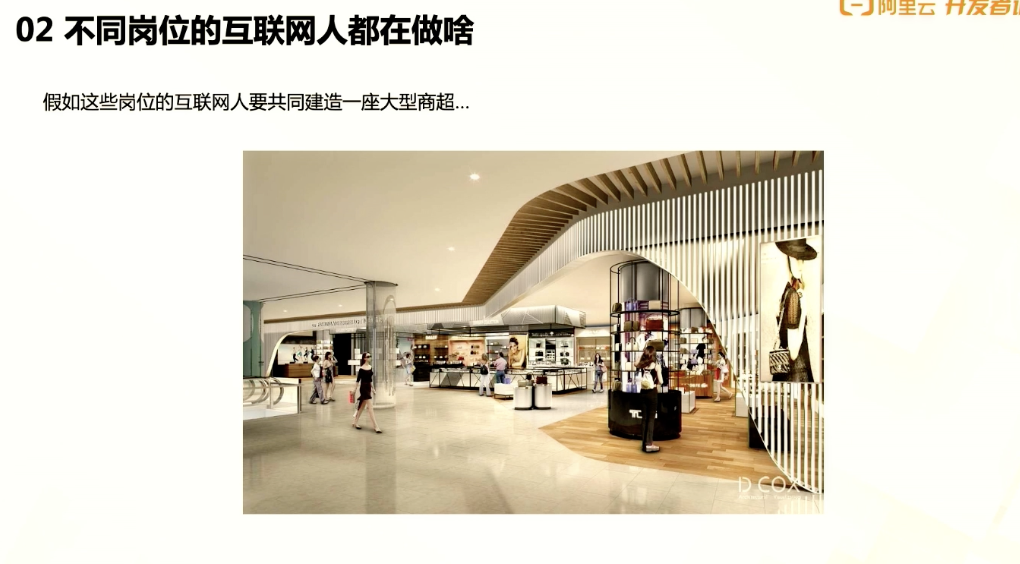 阿里云 开发者
02 不同岗位的互联网人都在做啥
假如这些岗位的互联网人要共同建造一座大型商超...
D COX